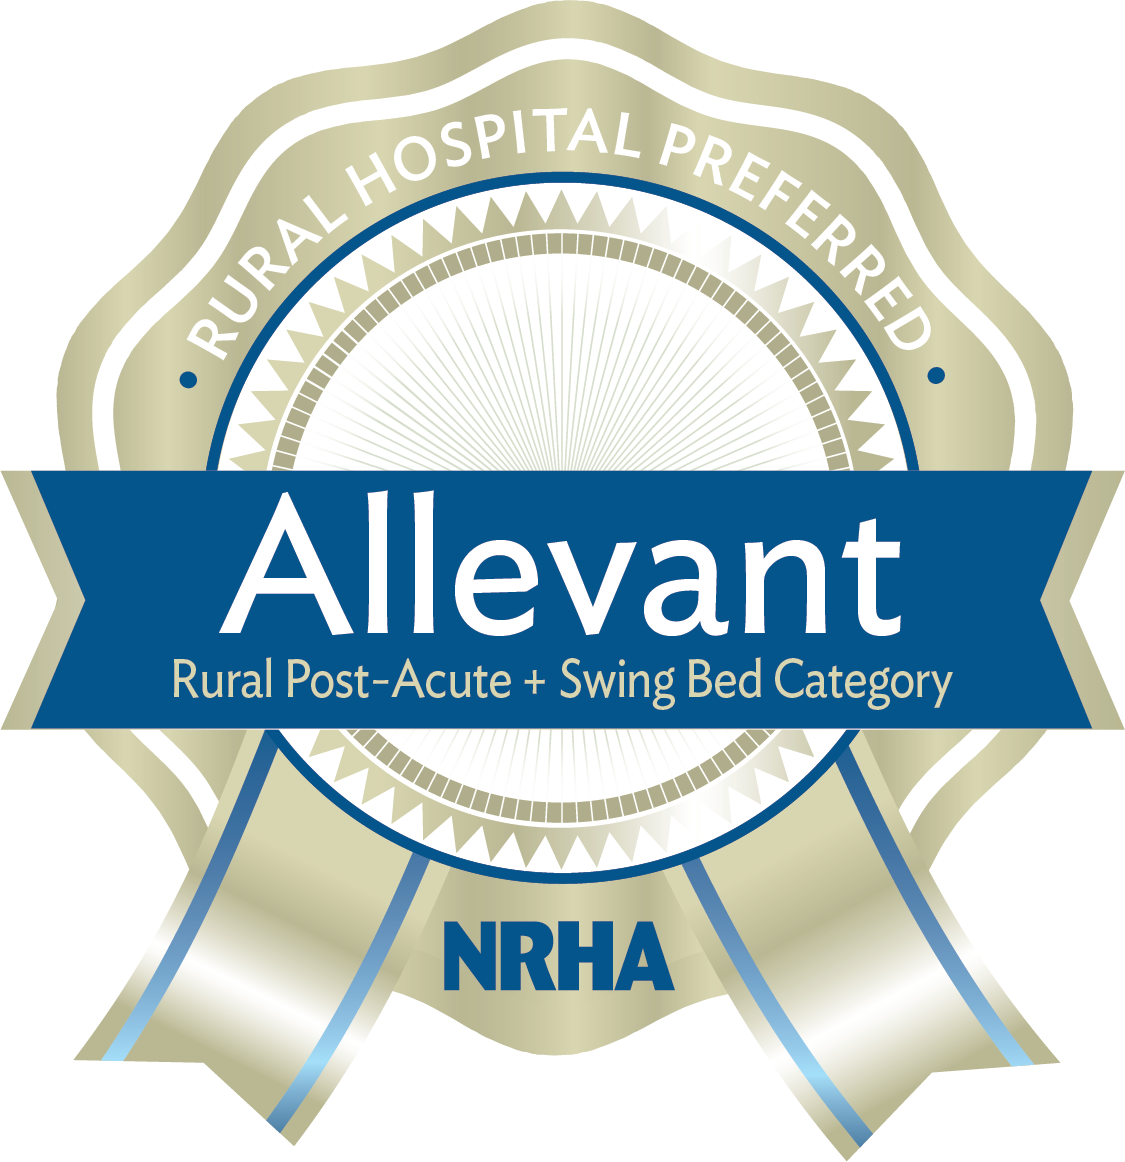 • RURAL HOSPITAL PREFERRED •
Allevant
Rural Post-Acute + Swing Bed Category
NRHA